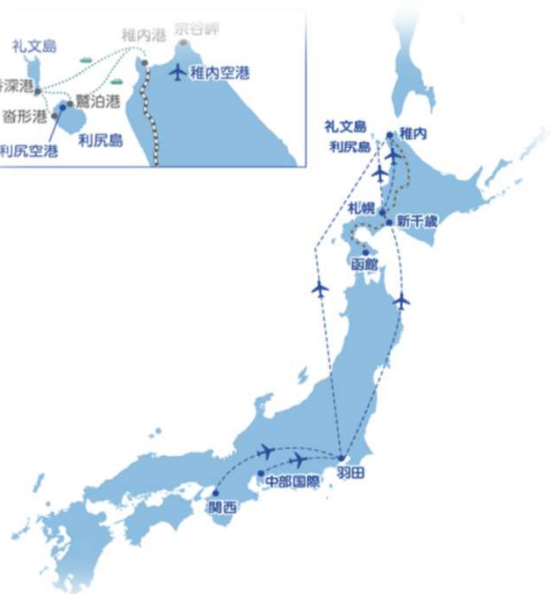 礼文島
稚内港
宗谷岬
稚内空港
香深港
鴛泊港
沓形港
利尻島
利尻空港
礼文島
利尻島
稚内
札幌
新千歳
函館
羽田
中部国際
関西